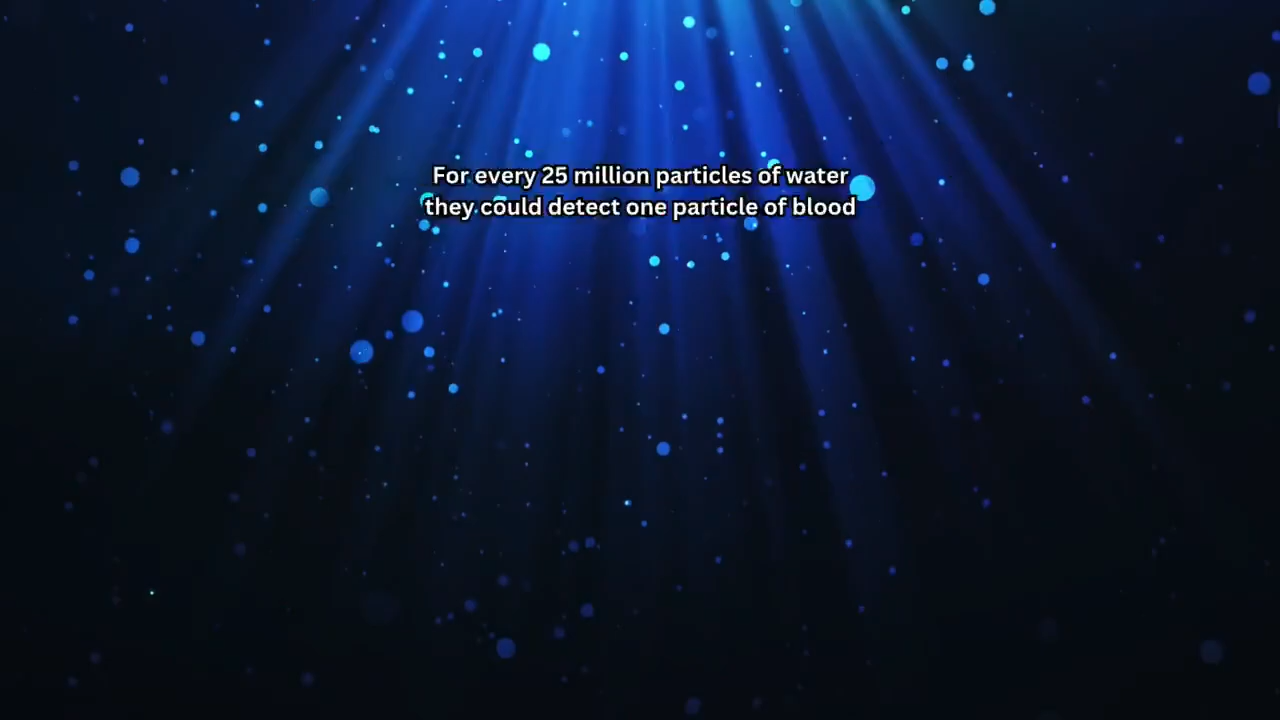 For every 25 million particles of water
they could detect one particle of blood